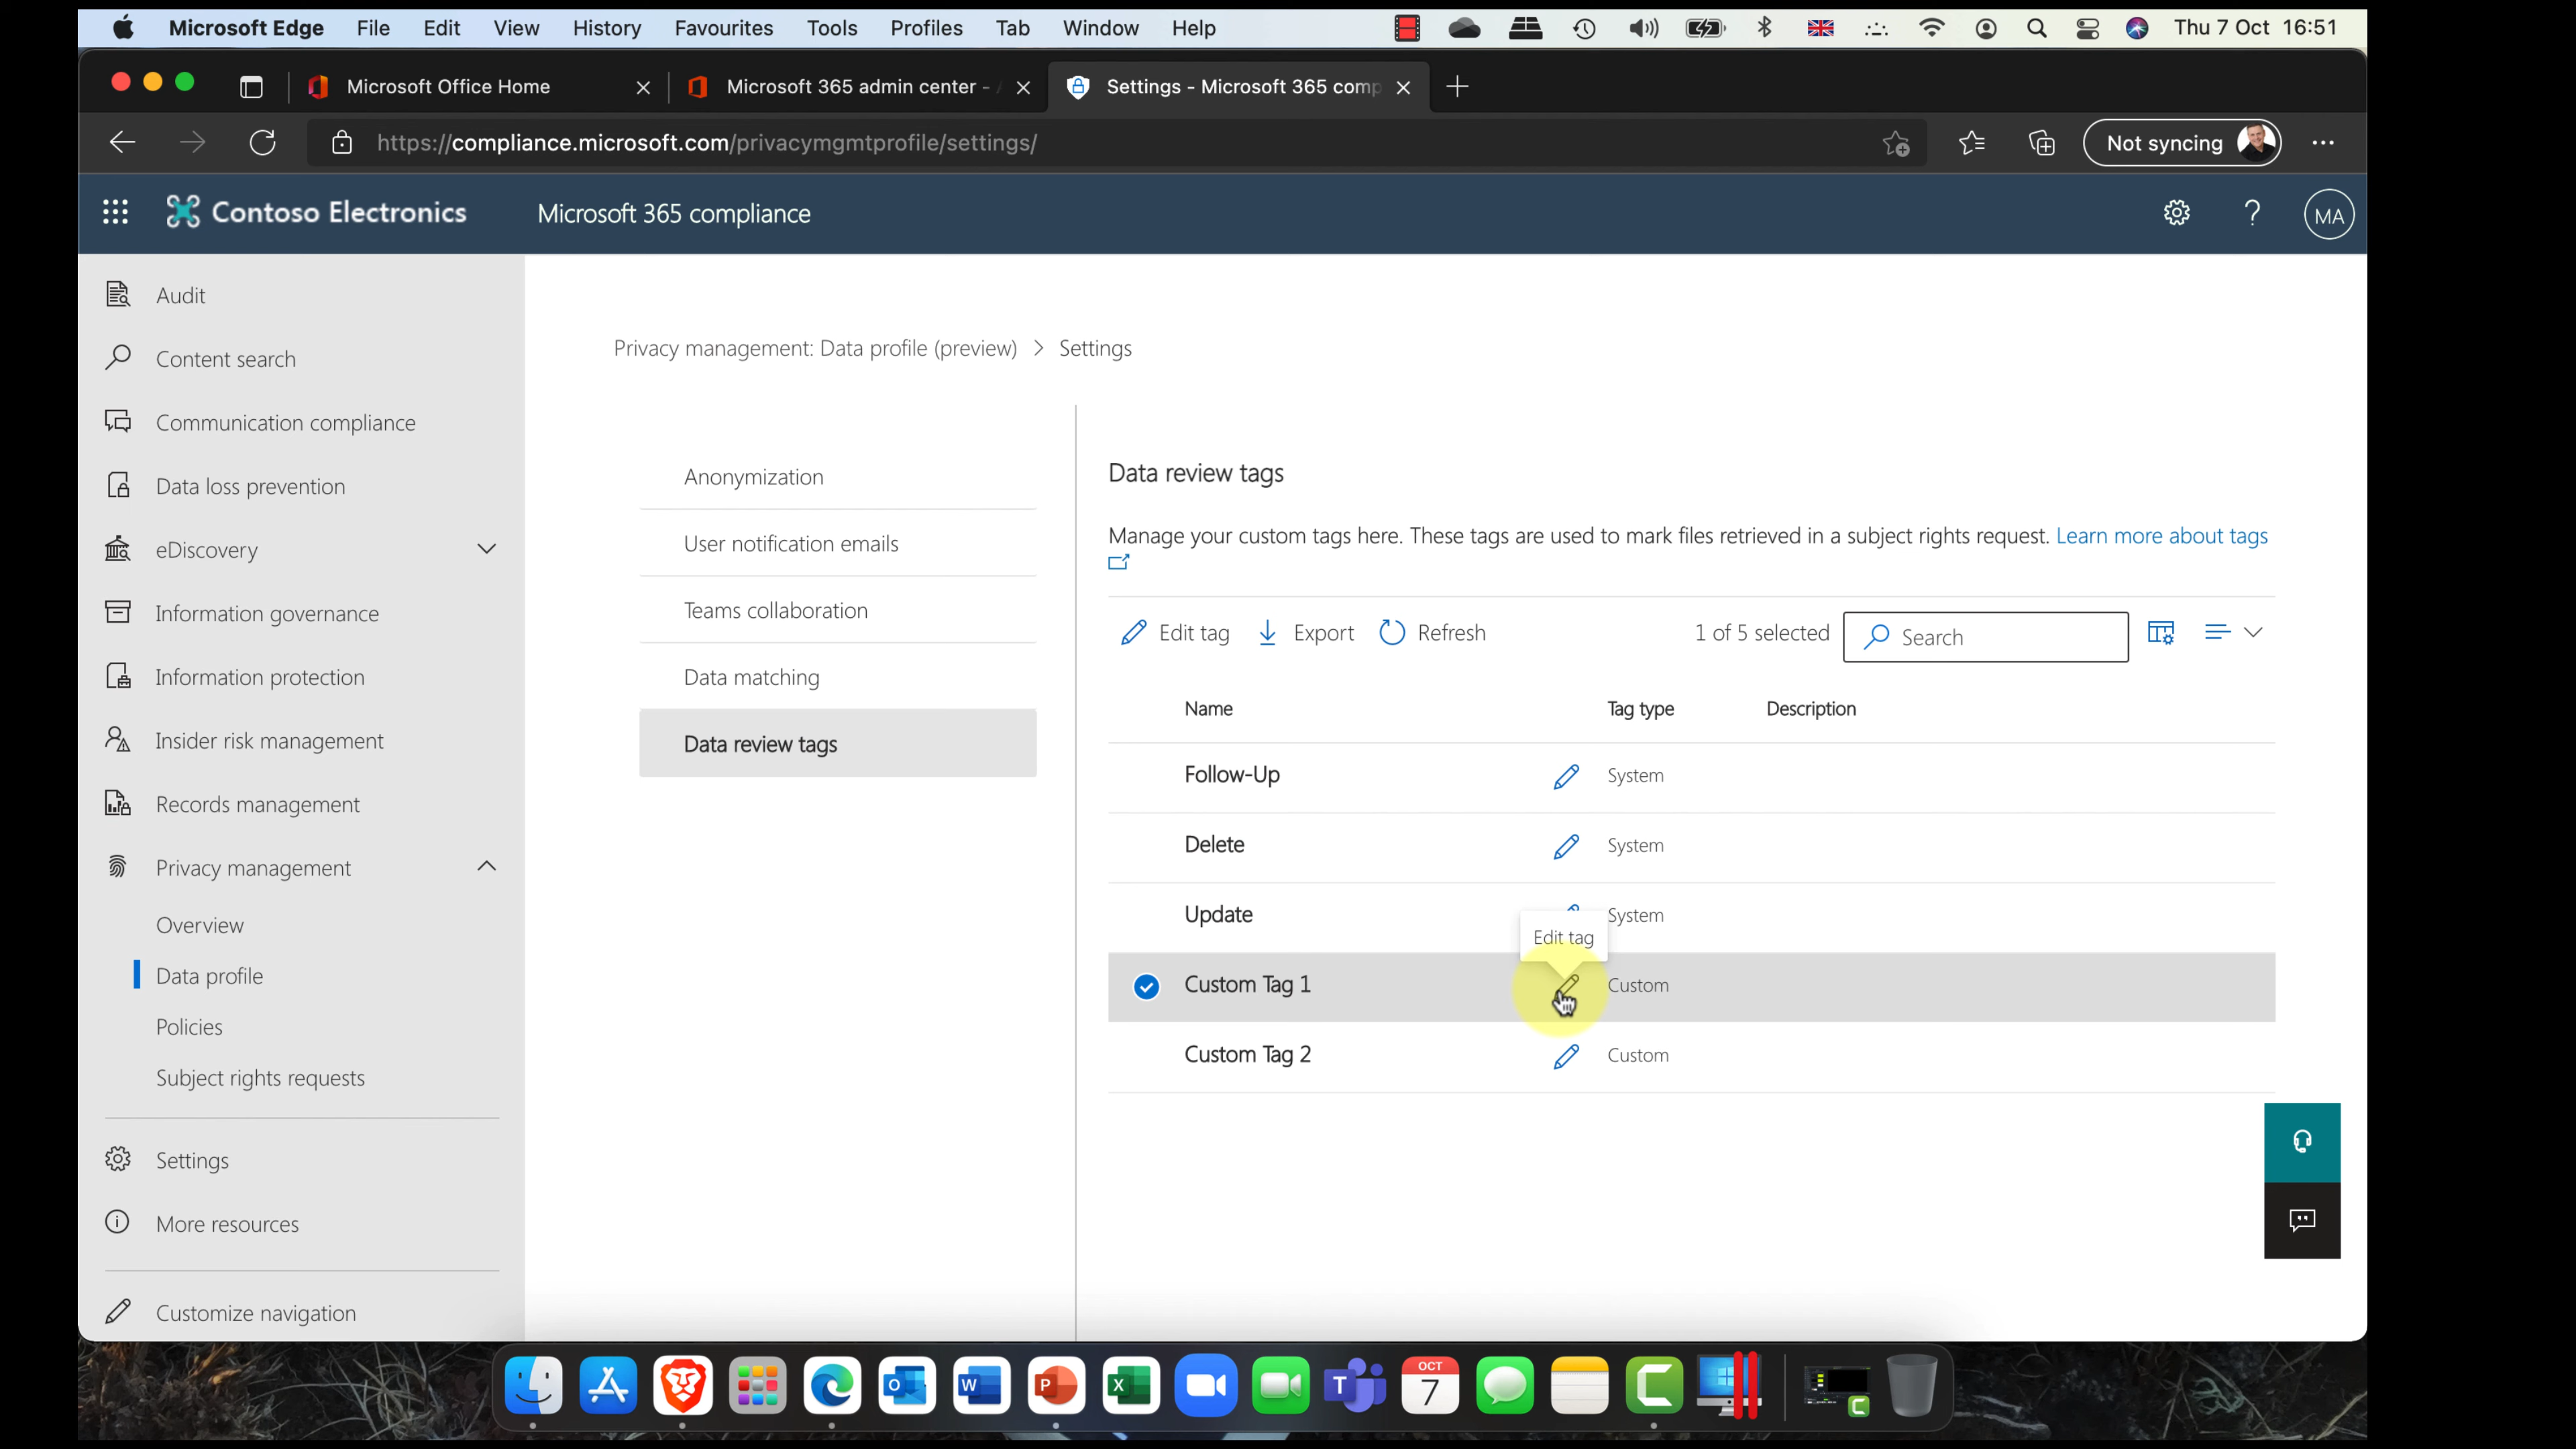 Microsoft Edge File Edit View History Favourites Tools Profiles Tab Window Help Thu 7 Oct 16:51
Microsoft Office Home Microsoft 365 admin center - Settings - Microsoft 365 comp
https://compliance.microsoft.com/privacymgmtprofile/settings/ Not syncing
Contoso Electronics Microsoft 365 compliance MA
Audit
Content search
Communication compliance
Data loss prevention
eDiscovery
Information governance
Information protection
Insider risk management
Records management
Privacy management
Overview
Data profile
Policies
Subject rights requests
Settings
More resources
Customize navigation
Privacy management: Data profile (preview) > Settings
Anonymization
User notification emails
Teams collaboration
Data matching
Data review tags
Data review tags
Manage your custom tags here. These tags are used to mark files retrieved in a subject rights request. Learn more about tags
Edit tag Export Refresh 1 of 5 selected Search
Name Tag type Description
Follow-Up System
Delete System
Update System
Edit tag
Custom Tag 1 Custom
Custom Tag 2 Custom
OCT
7